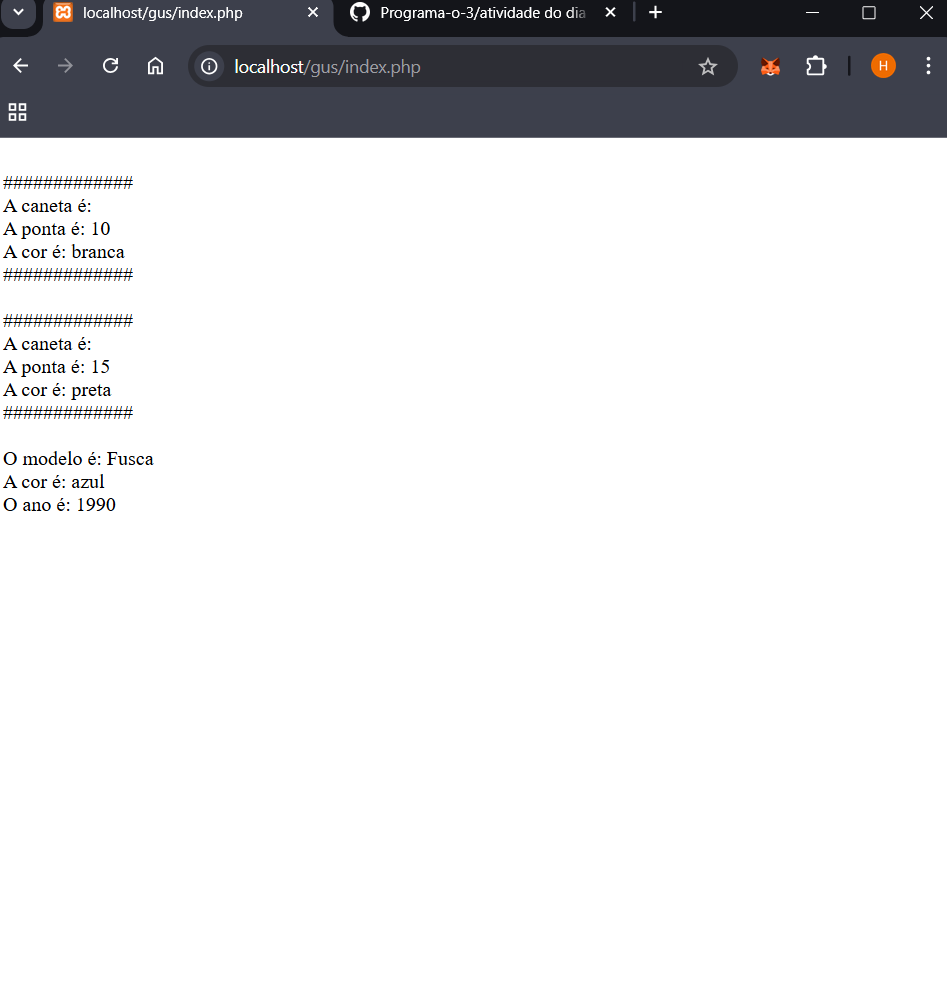 localhost/gus/index.php
Programa-o-3/atividade do dia
localhost/gus/index.php
H
#############
A caneta é:
A ponta é: 10
A cor é: branca
#############
#############
A caneta é:
A ponta é: 15
A cor é: preta
#############
O modelo é: Fusca
A cor é: azul
O ano é: 1990